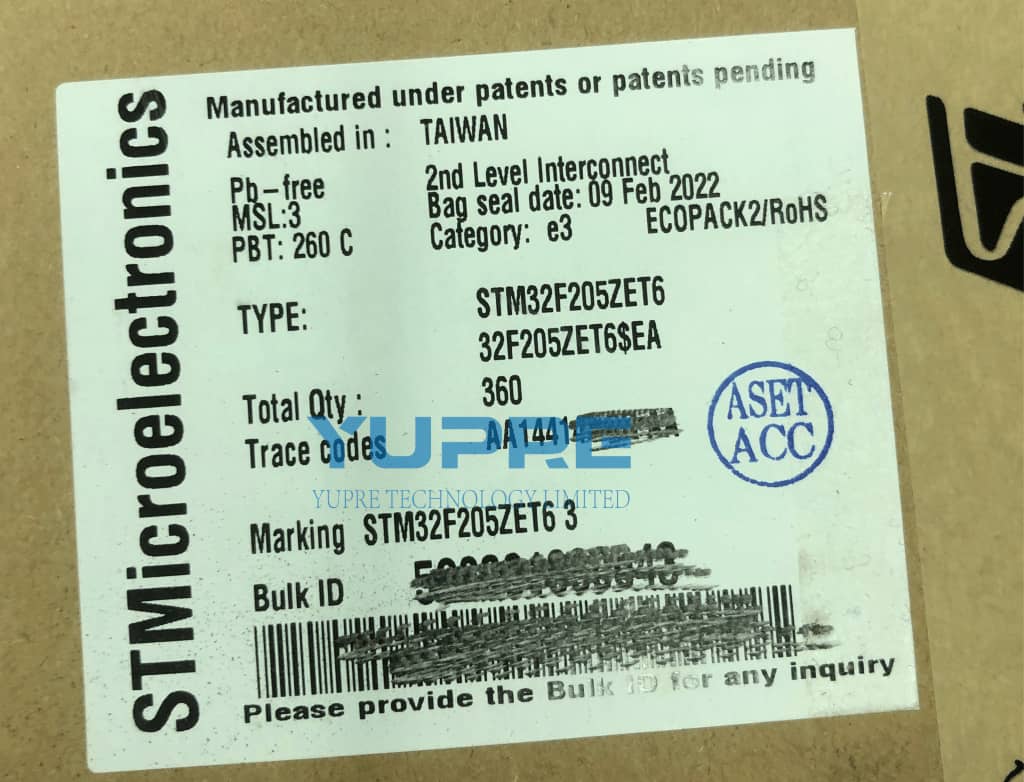 STMicroelectronics
Manufactured under patents or patents pending
Assembled in : TAIWAN
Pb-free 2nd Level Interconnect
MSL:3 Bag seal date: 09 Feb 2022
PBT: 260 C Category: e3 ECOPACK2/RoHS
TYPE: STM32F205ZET6
32F205ZET6$EA
Total Qty : 360
Trace codes AA14414
ASET
ACC
YUPRE
YUPRE TECHNOLOGY LIMITED
Marking STM32F205ZET6 3
Bulk ID
Please provide the Bulk ID for any inquiry